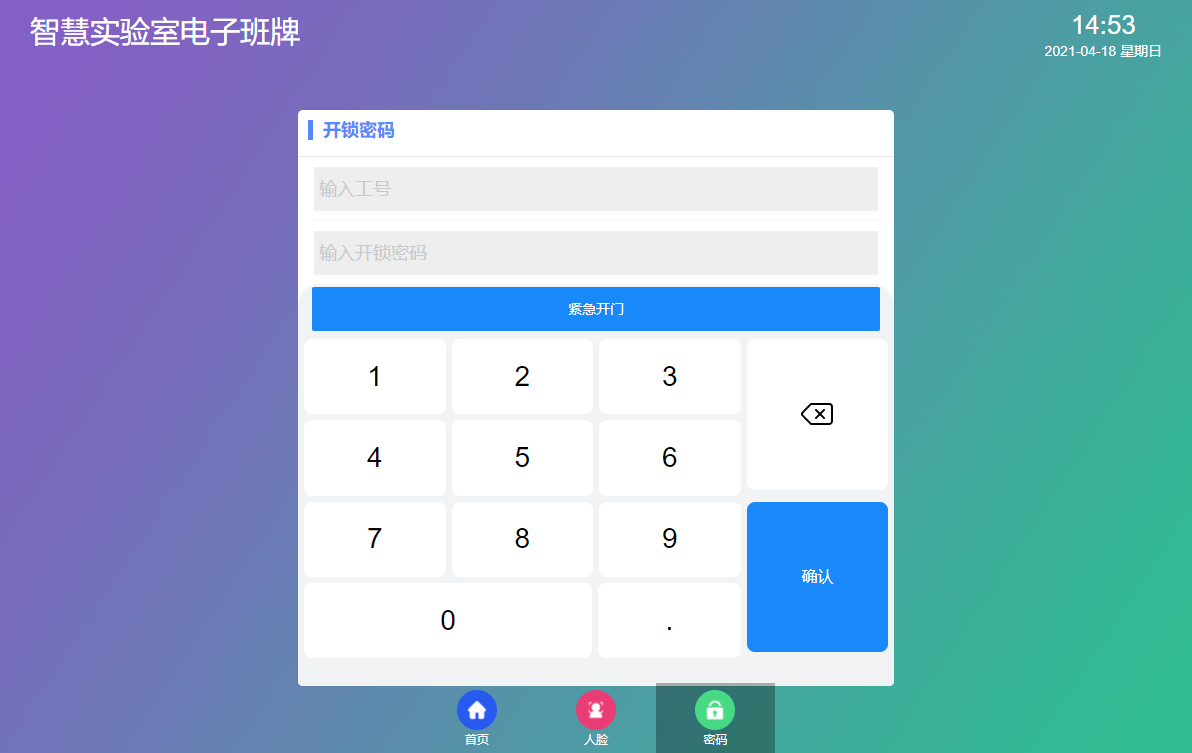 智慧实验室电子班牌
14:53
2021-04-18 星期日
开锁密码
输入工号
输入开锁密码
紧急开门
1 2 3
4 5 6
7 8 9
确认
0 .
首页 人脸 密码